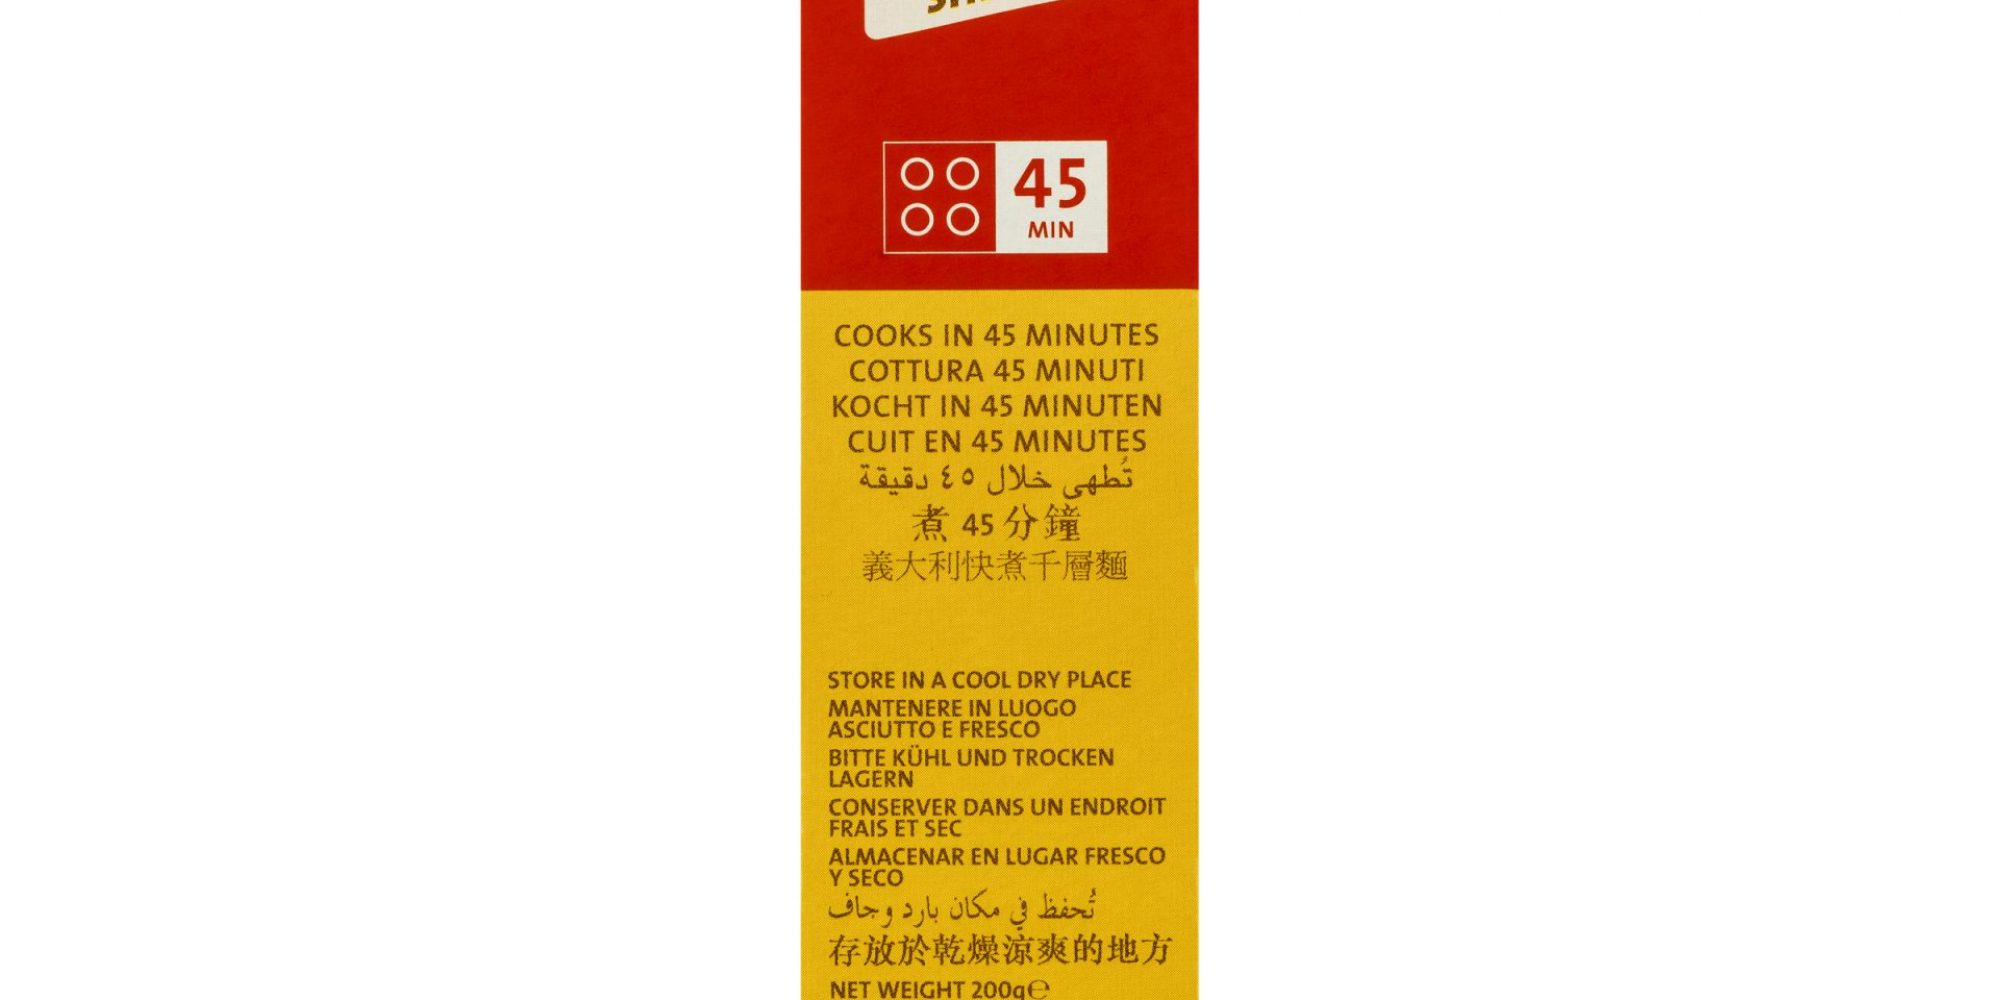 45
MIN
COOKS IN 45 MINUTES
COTTURA 45 MINUTI
KOCHT IN 45 MINUTEN
CUIT EN 45 MINUTES
تُطهى خلال ٤٥ دقيقة
煮 45 分鐘
義大利快煮千層麵
STORE IN A COOL DRY PLACE
MANTENERE IN LUOGO
ASCIUTTO E FRESCO
BITTE KÜHL UND TROCKEN
LAGERN
CONSERVER DANS UN ENDROIT
FRAIS ET SEC
ALMACENAR EN LUGAR FRESCO
Y SECO
تُحفظ في مكان بارد وجاف
存放於乾燥涼爽的地方
NET WEIGHT 200g℮